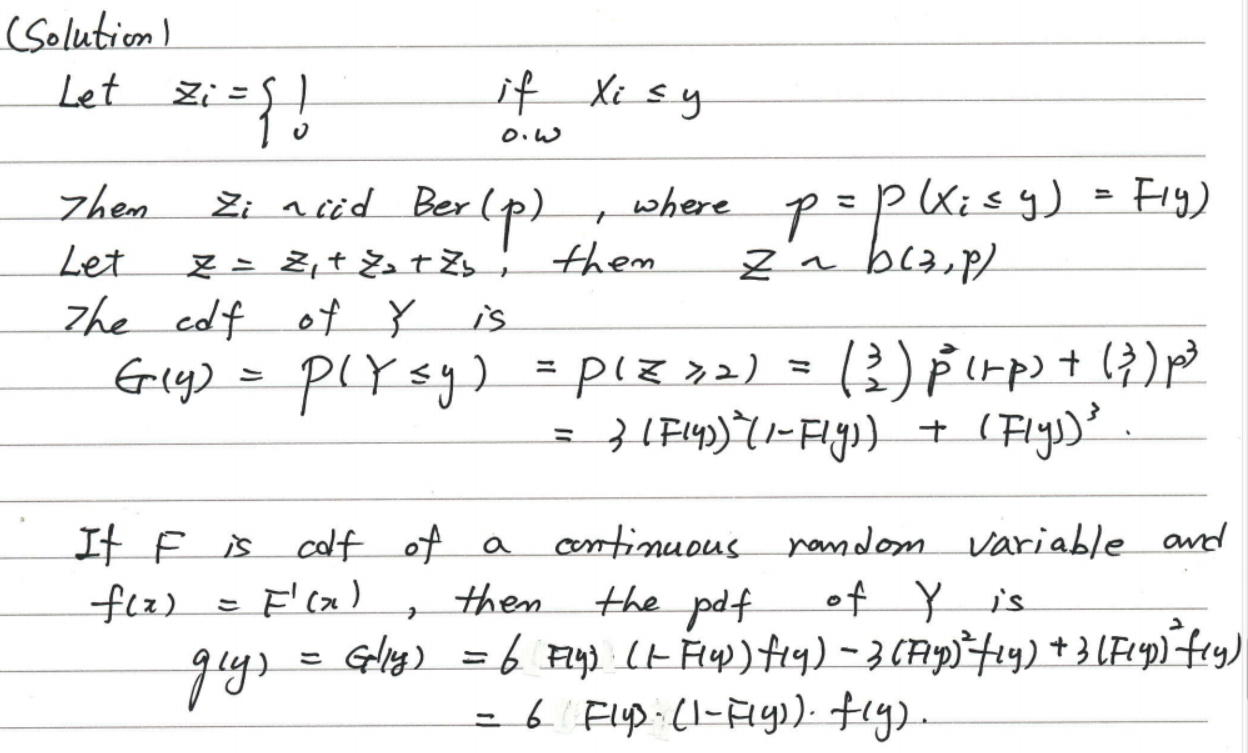 (Solution)
Let Zi = { 1 if Xi ≤ y
0 o.w
Then Zi ~ iid Ber(p), where p = P(Xi ≤ y) = F(y)
Let Z = Z₁ + Z₂ + Z₃, then Z ~ b(3, p)
The cdf of Y is
G(y) = P(Y ≤ y) = P(Z ≥ 2) = (3 2) p²(1-p) + (3 1) p³
= 3 (F(y))²(1-F(y)) + (F(y))³.
If F is cdf of a continuous random variable and
f(x) = F'(x), then the pdf of Y is
g(y) = G'(y) = 6 F(y) (1-F(y)) f(y) - 3 (F(y))² f(y) + 3 (F(y))² f(y)
= 6 F(y)·(1-F(y))·f(y).